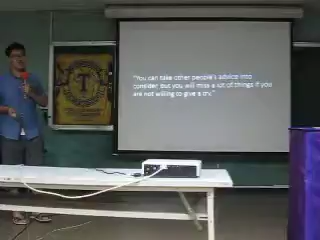 "You can take other people's advice into
consider, but you will miss a lot of things if you
are not willing to give a try."
T